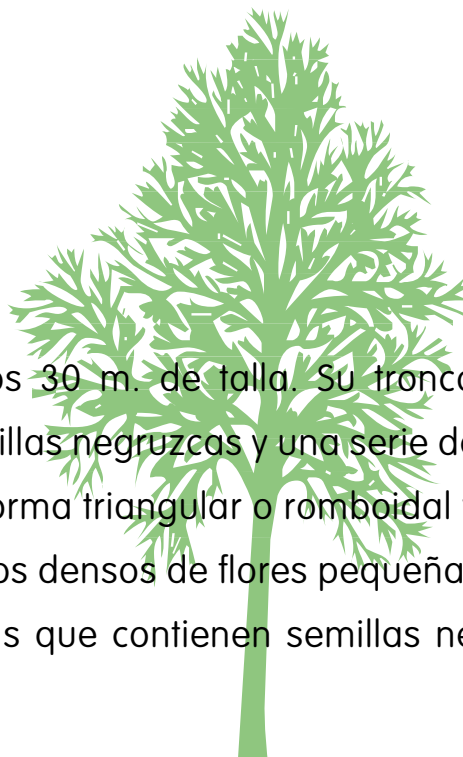 os 30 m. de talla. Su tronco
illas negruzcas y una serie de
orma triangular o romboidal
os densos de flores pequeña
s que contienen semillas ne